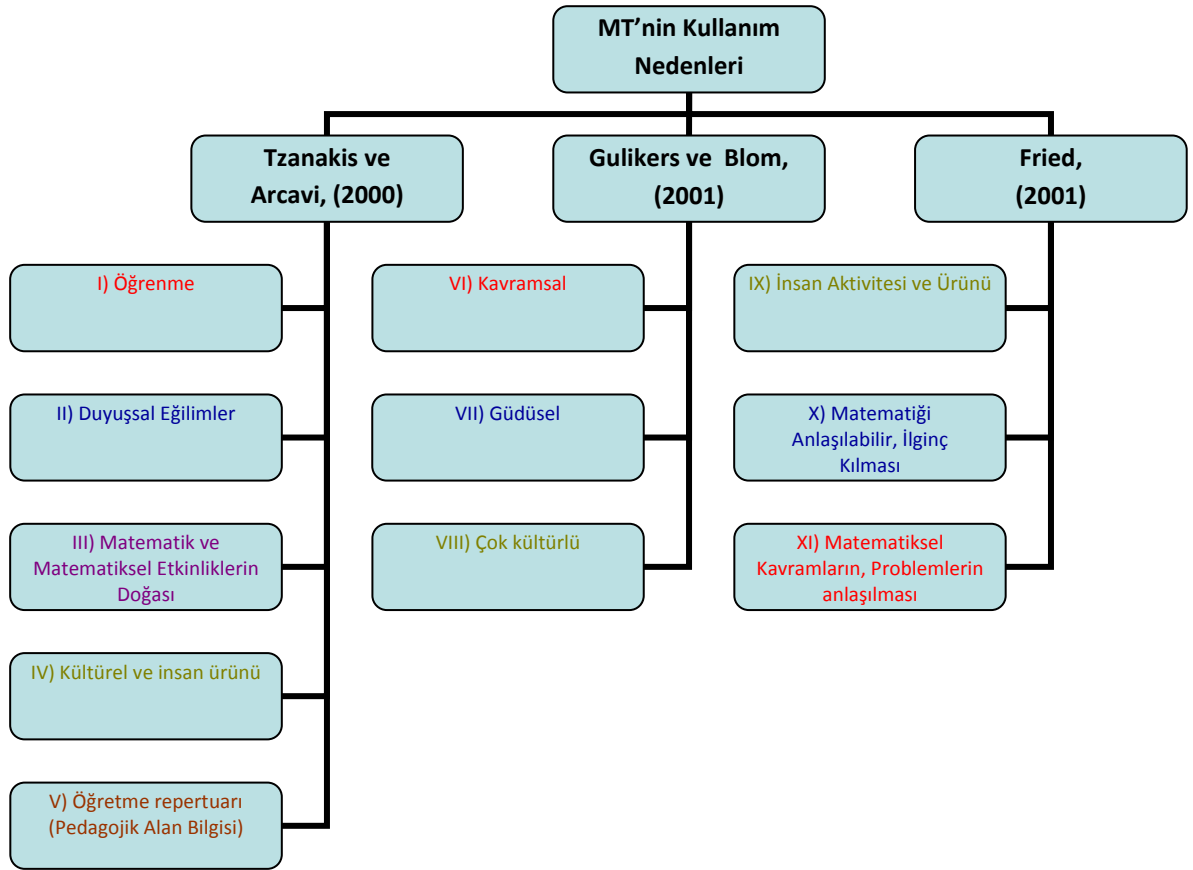 MT’nin Kullanım
Nedenleri
Tzanakis ve
Arcavi, (2000)
I) Öğrenme
II) Duyuşsal Eğilimler
III) Matematik ve
Matematiksel Etkinliklerin
Doğası
IV) Kültürel ve insan ürünü
V) Öğretme repertuarı
(Pedagojik Alan Bilgisi)
Gulikers ve Blom,
(2001)
VI) Kavramsal
VII) Güdüsel
VIII) Çok kültürlü
Fried,
(2001)
IX) İnsan Aktivitesi ve Ürünü
X) Matematiği
Anlaşılabilir, İlginç
Kılması
XI) Matematiksel
Kavramların, Problemlerin
anlaşılması